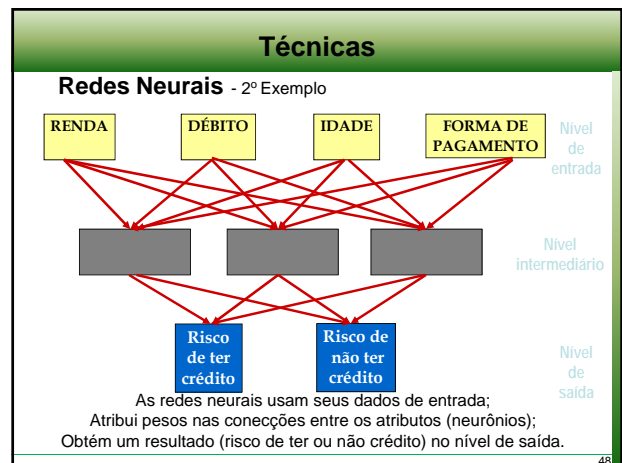 Técnicas
Redes Neurais - 2º Exemplo
RENDA
DÉBITO
IDADE
FORMA DE
PAGAMENTO
Nível
de
entrada
Nível
intermediário
Risco
de ter
crédito
Risco de
não ter
crédito
Nível
de
saída
As redes neurais usam seus dados de entrada;
Atribui pesos nas conecções entre os atributos (neurônios);
Obtém um resultado (risco de ter ou não crédito) no nível de saída.
48